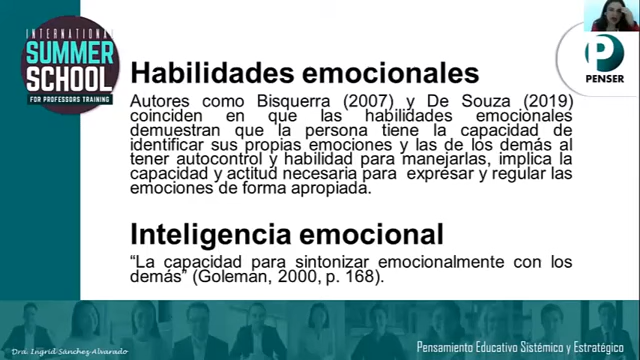 INTERNATIONAL
SUMMER
SCHOOL
FOR PROFESSORS TRAINING
P
PENSER
Habilidades emocionales
Autores como Bisquerra (2007) y De Souza (2019)
coinciden en que las habilidades emocionales
demuestran que la persona tiene la capacidad de
identificar sus propias emociones y las de los demás al
tener autocontrol y habilidad para manejarlas, implica la
capacidad y actitud necesaria para expresar y regular las
emociones de forma apropiada.
Inteligencia emocional
“La capacidad para sintonizar emocionalmente con los
demás” (Goleman, 2000, p. 168).
Dra. Ingrid Sánchez Alvarado
Pensamiento Educativo Sistémico y Estratégico